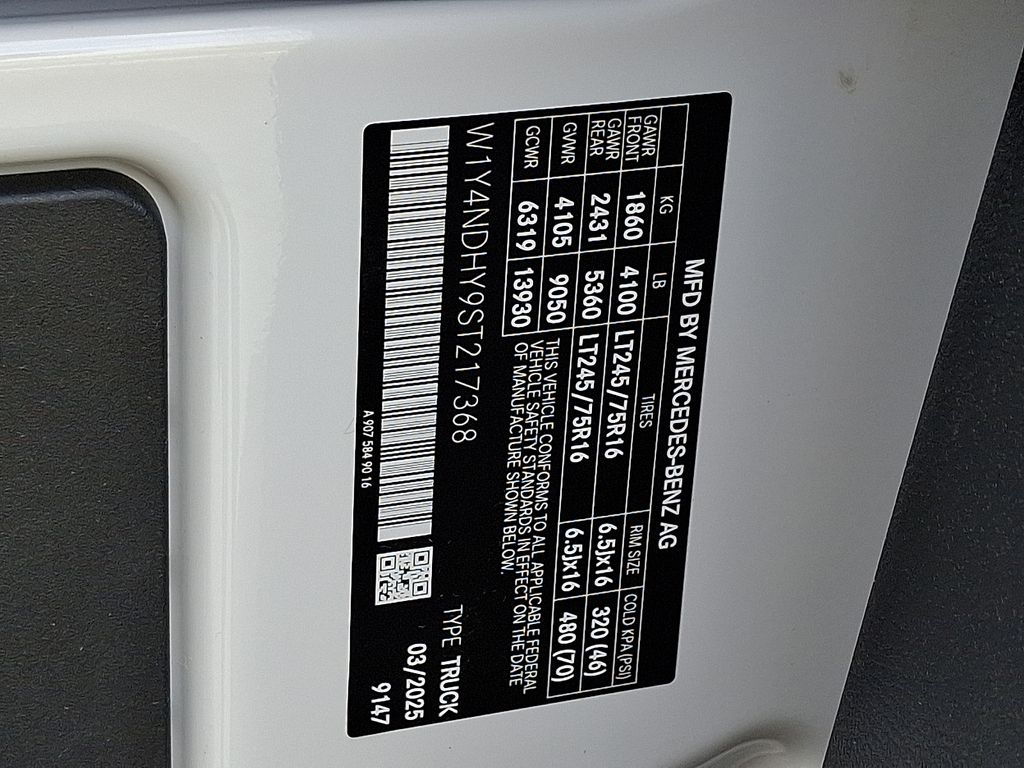 MFD BY MERCEDES-BENZ AG
KG LB TIRES RIM SIZE COLD KPA (PSI)
GAWR FRONT 1860 4100 LT245/75R16 6.5Jx16 320 (46)
GAWR REAR 2431 5360 LT245/75R16 6.5Jx16 480 (70)
GVWR 4105 9050
GCWR 6319 13930
THIS VEHICLE CONFORMS TO ALL APPLICABLE FEDERAL
VEHICLE SAFETY STANDARDS IN EFFECT ON THE DATE
OF MANUFACTURE SHOWN BELOW.
W1Y4NDHY9ST217368
TYPE TRUCK
03/2025
9147
A 907 584 90 16